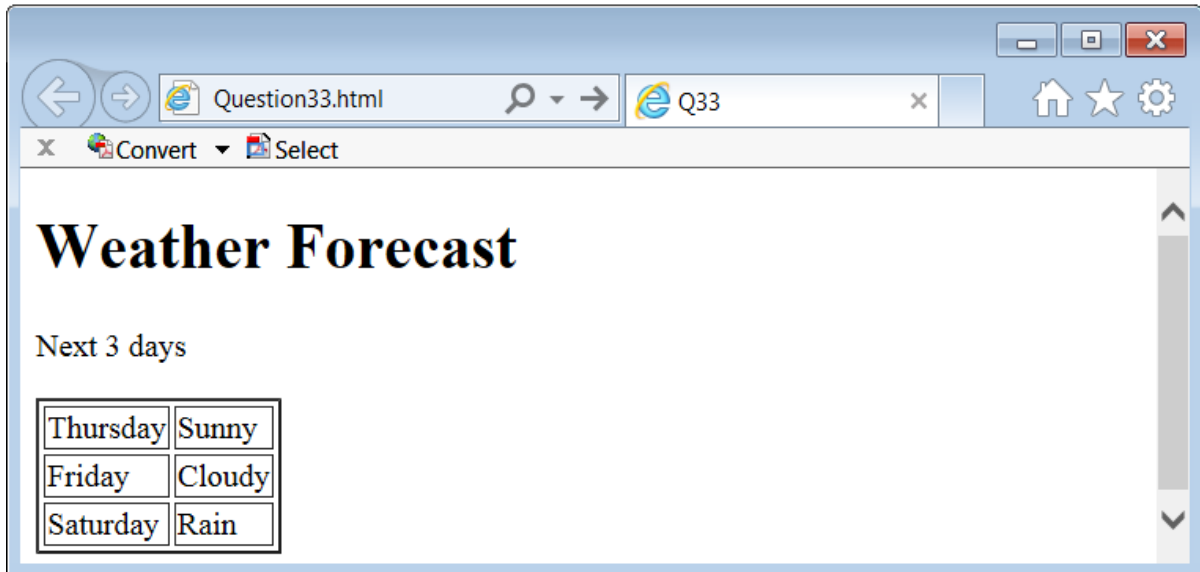 Question33.html Q33
Convert Select
Weather Forecast
Next 3 days
Thursday Sunny
Friday Cloudy
Saturday Rain